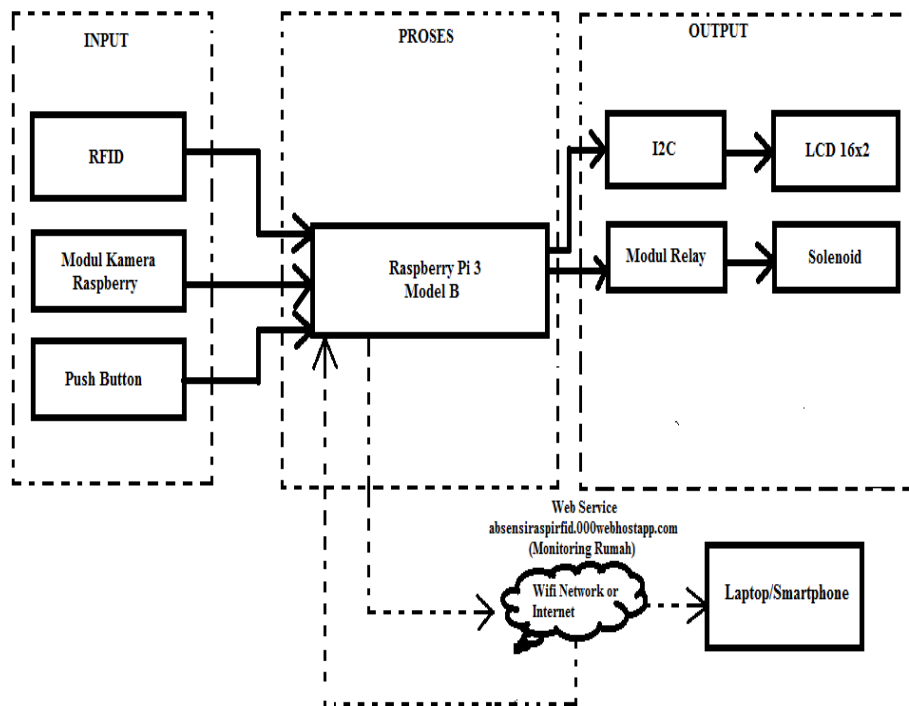 INPUT
PROSES
OUTPUT
RFID
Modul Kamera
Raspberry
Push Button
Raspberry Pi 3
Model B
I2C
LCD 16x2
Modul Relay
Solenoid
Web Service
absensiraspirfid.000webhostapp.com
(Monitoring Rumah)
Wifi Network or
Internet
Laptop/Smartphone